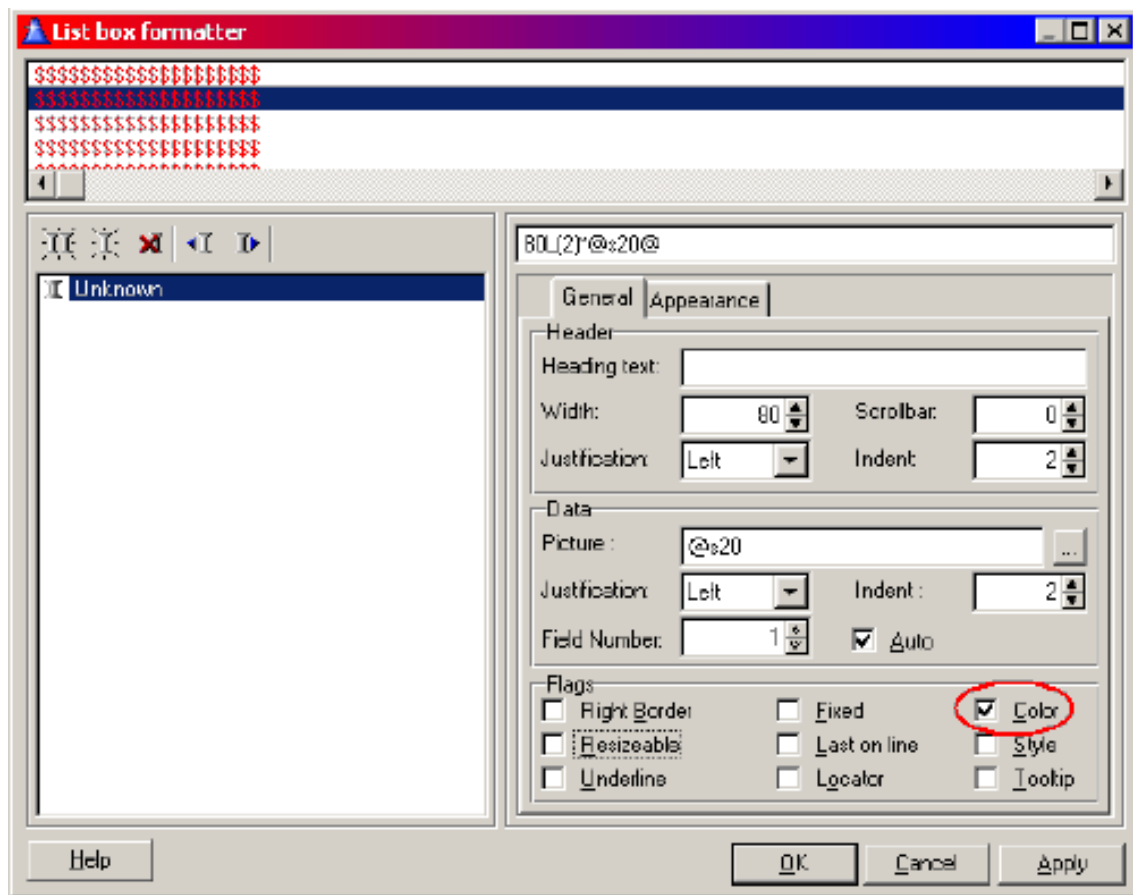 List box formatter
$$$$$$$$$$$$$$$$$$$$
$$$$$$$$$$$$$$$$$$$$
$$$$$$$$$$$$$$$$$$$$
$$$$$$$$$$$$$$$$$$$$
Unknown
80L(2)*@s20@
General Appearance
Header
Heading text:
Width: 80 Scrollbar: 0
Justification: Left Indent: 2
Data
Picture : @s20 ...
Justification: Left Indent : 2
Field Number: 1 Auto
Flags
Right Border Fixed Color
Resizeable Last on line Style
Underline Locator Tooltip
Help OK Cancel Apply